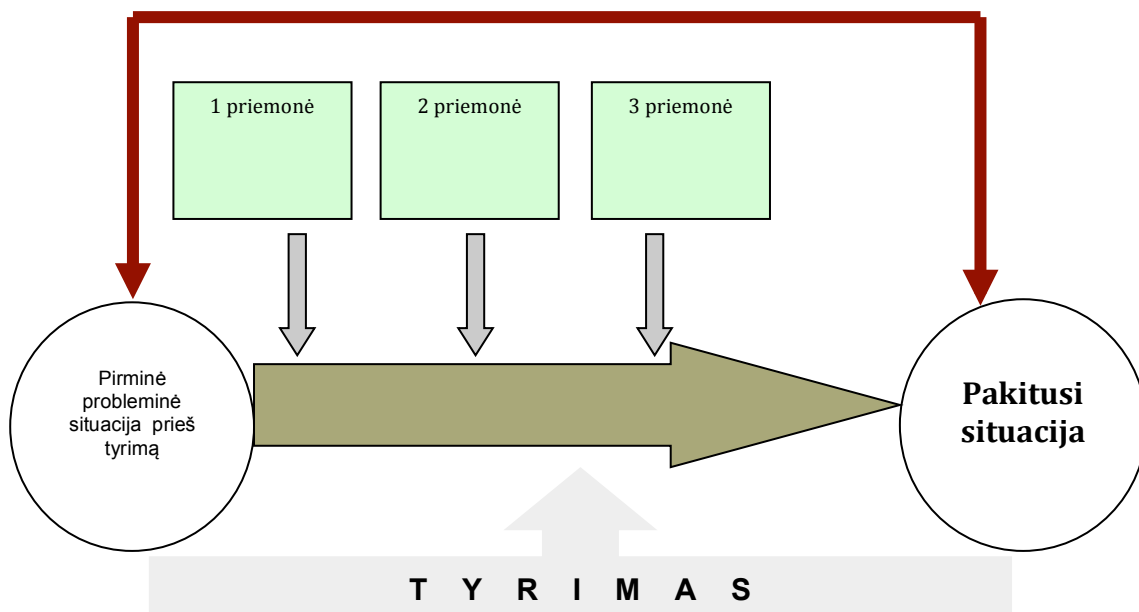 1 priemonė
2 priemonė
3 priemonė
Pirminė
probleminė
situacija prieš
tyrimą
Pakitusi
situacija
T Y R I M A S